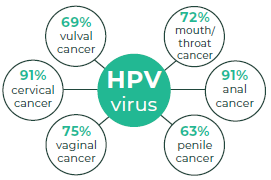 69%
vulval
cancer
72%
mouth/
throat
cancer
91%
cervical
cancer
HPV
virus
91%
anal
cancer
75%
vaginal
cancer
63%
penile
cancer